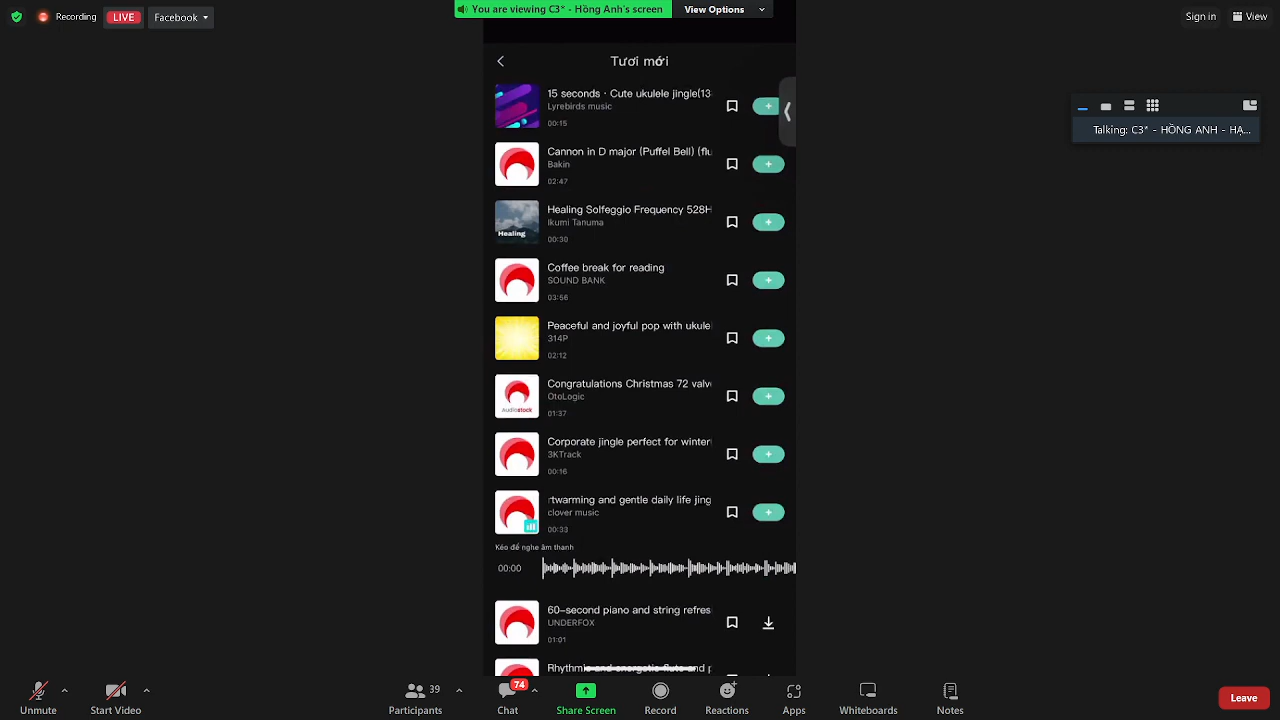 Recording
LIVE
Facebook
You are viewing C3* - Hồng Anh's screen
View Options
Sign in
View
Talking: C3* - HỒNG ANH - HẢ...
Tươi mới
15 seconds · Cute ukulele jingle(13
Lyrebirds music
00:15
Cannon in D major (Puffel Bell) (flu
Bakin
02:47
Healing Solfeggio Frequency 528H
Ikumi Tanuma
00:30
Healing
Coffee break for reading
SOUND BANK
03:56
Peaceful and joyful pop with ukule
314P
02:12
Congratulations Christmas 72 valv
OtoLogic
01:37
Audiostock
Corporate jingle perfect for winter
3KTrack
00:16
rtwarming and gentle daily life jing
clover music
00:33
Kéo để nghe âm thanh
00:00
60-second piano and string refres
UNDERFOX
01:01
Rhythmic and energetic flute and p
Unmute
Start Video
Participants
39
Chat
74
Share Screen
Record
Reactions
Apps
Whiteboards
Notes
Leave